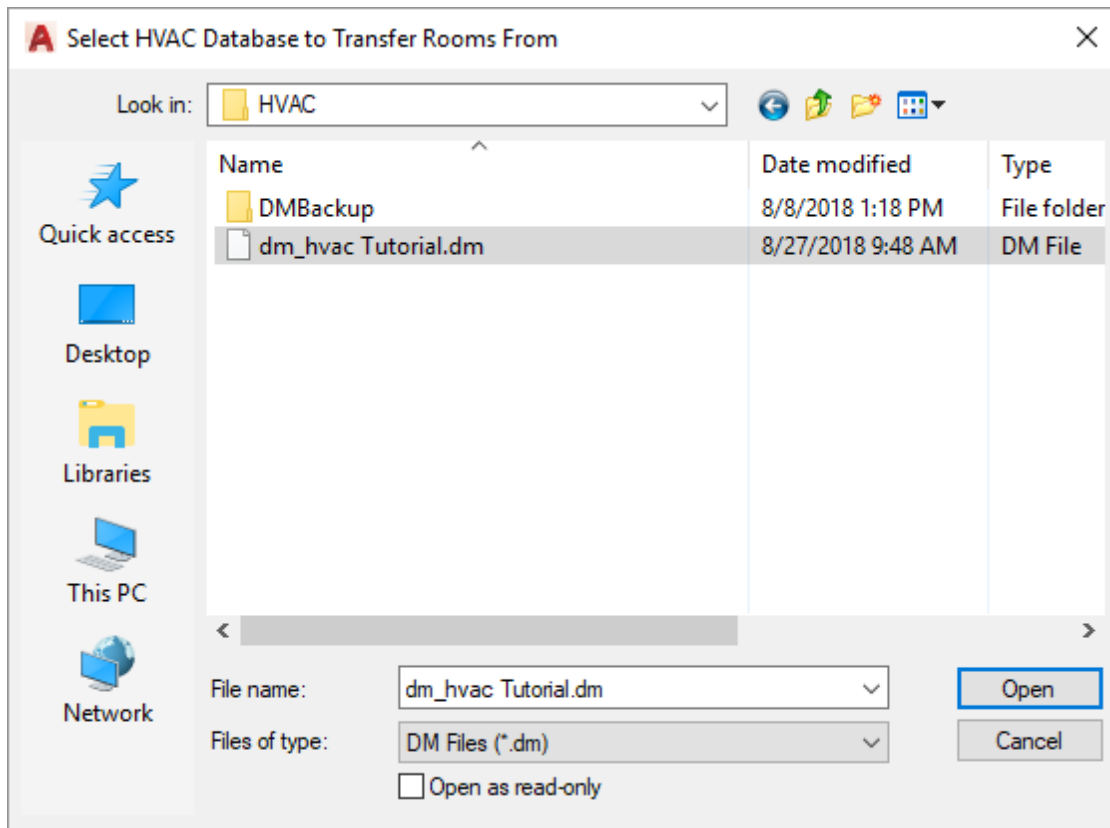 Select HVAC Database to Transfer Rooms From
Look in: HVAC
Name Date modified Type
DMBackup 8/8/2018 1:18 PM File folder
dm_hvac Tutorial.dm 8/27/2018 9:48 AM DM File
Quick access
Desktop
Libraries
This PC
Network
File name: dm_hvac Tutorial.dm Open
Files of type: DM Files (*.dm) Cancel
Open as read-only